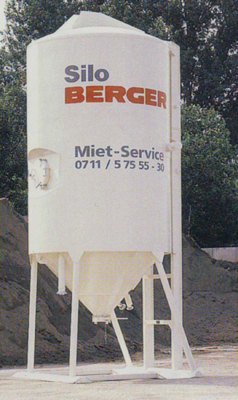 Silo
BERGER
Miet-Service
0711 / 5 75 55 - 30